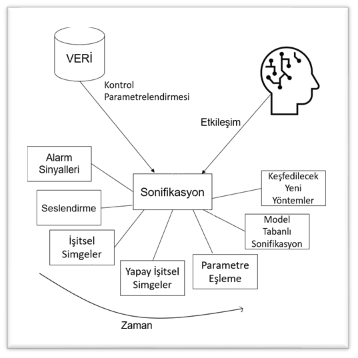 VERİ
Kontrol
Parametrelendirmesi
Etkileşim
Sonifikasyon
Alarm
Sinyalleri
Seslendirme
İşitsel
Simgeler
Yapay İşitsel
Simgeler
Parametre
Eşleme
Model
Tabanlı
Sonifikasyon
Keşfedilecek
Yeni
Yöntemler
Zaman